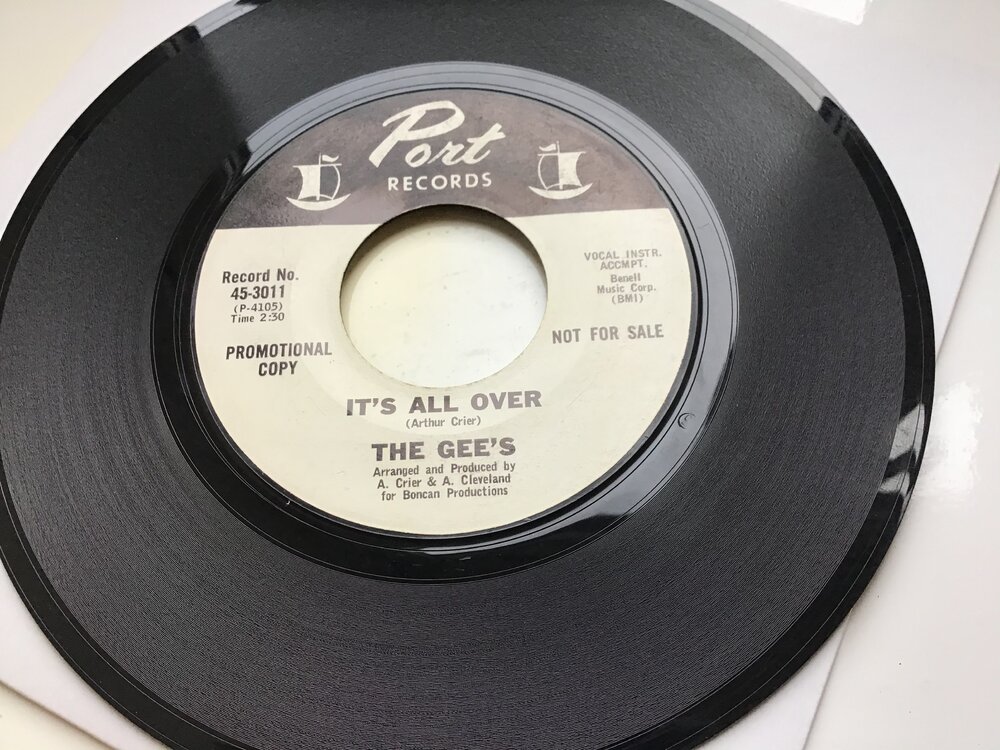 Port
RECORDS
Record No.
45-3011
(P-4105)
Time 2:30
PROMOTIONAL
COPY
VOCAL INSTR.
ACCMPT.
Benell
Music Corp.
(BMI)
NOT FOR SALE
IT'S ALL OVER
(Arthur Crier)
THE GEE'S
Arranged and Produced by
A. Crier & A. Cleveland
for Boncan Productions